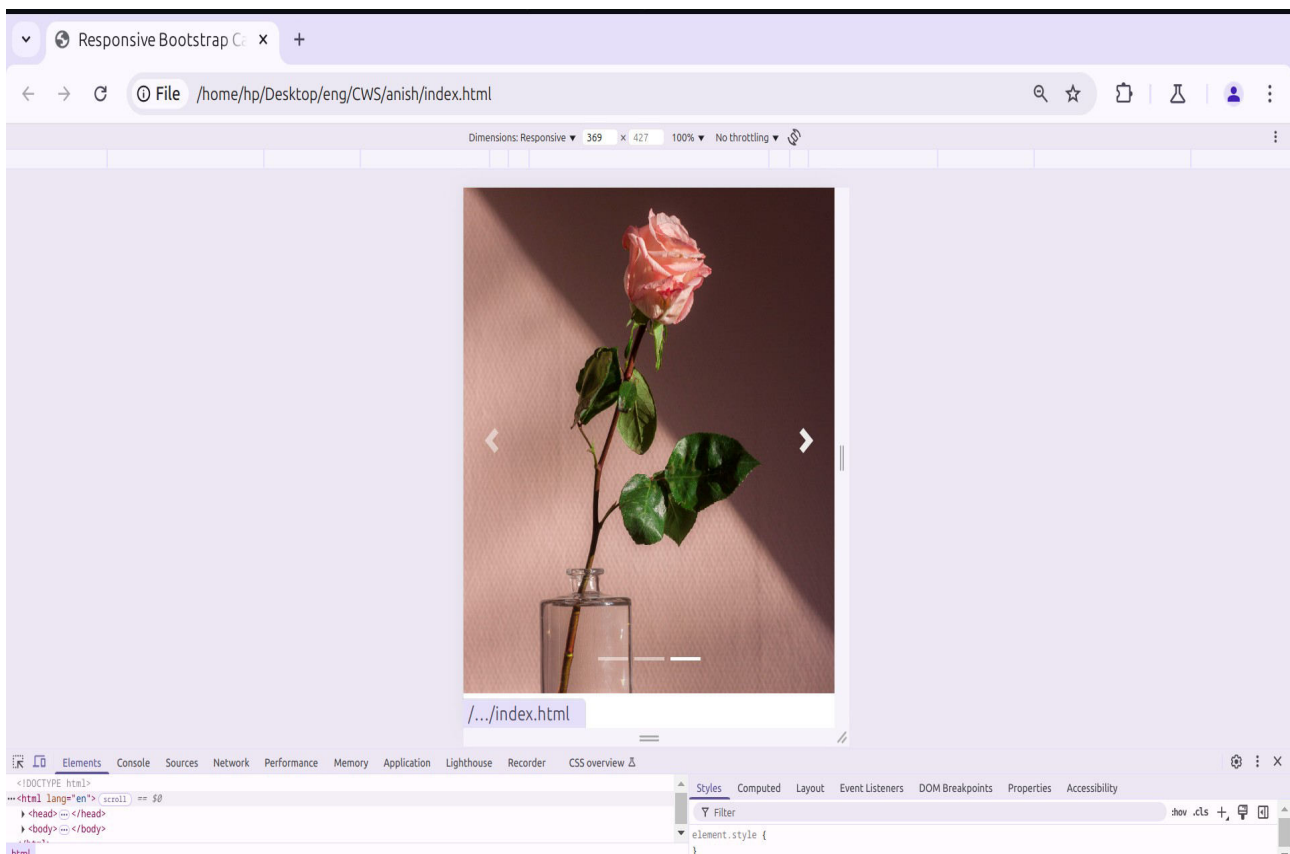 Responsive Bootstrap Ca
File /home/hp/Desktop/eng/CWS/anish/index.html
Dimensions: Responsive 369 × 427 100% No throttling
/.../index.html
Elements Console Sources Network Performance Memory Application Lighthouse Recorder CSS overview
<!DOCTYPE html>
<html lang="en"> scroll == $0
<head> </head>
<body> </body>
html
Styles Computed Layout Event Listeners DOM Breakpoints Properties Accessibility
Filter :hov .cls
element.style {
}